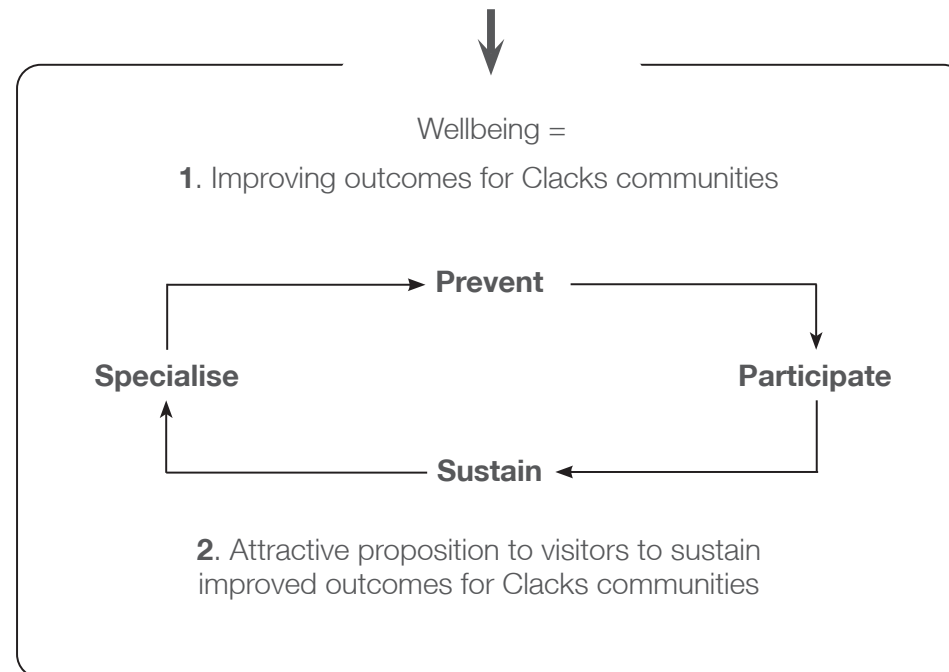 Wellbeing =
1. Improving outcomes for Clacks communities
Prevent
Specialise
Participate
Sustain
2. Attractive proposition to visitors to sustain
improved outcomes for Clacks communities